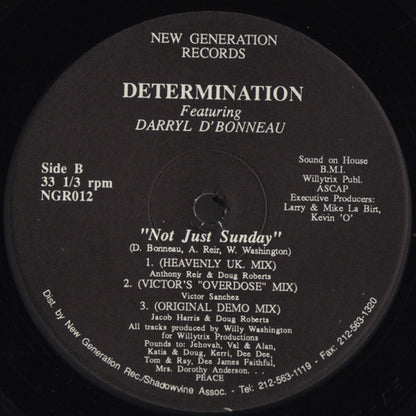 NEW GENERATION
RECORDS
DETERMINATION
Featuring
DARRYL D'BONNEAU
Side B
33 1/3 rpm
NGR012
Sound on House
B.M.I.
Willytrix Publ.
ASCAP
Executive Producers:
Larry & Mike La Birt,
Kevin 'O'
"Not Just Sunday"
(D. Bonneau, A. Reir, W. Washington)
1. (HEAVENLY UK. MIX)
Anthony Reir & Doug Roberts
2. (VICTOR'S "OVERDOSE" MIX)
Victor Sanchez
3. (ORIGINAL DEMO MIX)
Jacob Harris & Doug Roberts
All tracks produced by Willy Washington
for Willytrix Productions
Pounds to: Jehovah, Val & Alan,
Katia & Doug, Kerri, Dee Dee,
Tom & Ray, Dee James Faithful,
Mrs. Dorothy Anderson. . .
PEACE
Dist. by New Generation Rec./Shadowvine Assoc. - Tel: 212-563-1119 - Fax: 212-563-1320